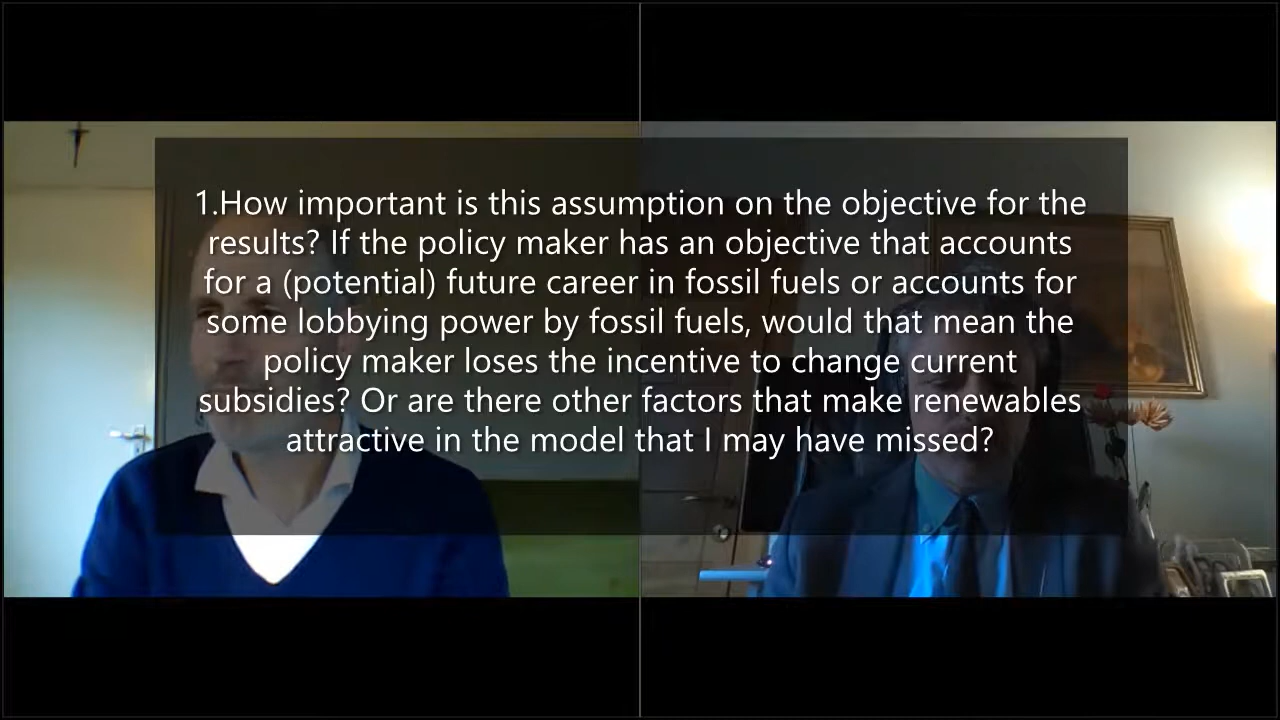 1.How important is this assumption on the objective for the
results? If the policy maker has an objective that accounts
for a (potential) future career in fossil fuels or accounts for
some lobbying power by fossil fuels, would that mean the
policy maker loses the incentive to change current
subsidies? Or are there other factors that make renewables
attractive in the model that I may have missed?